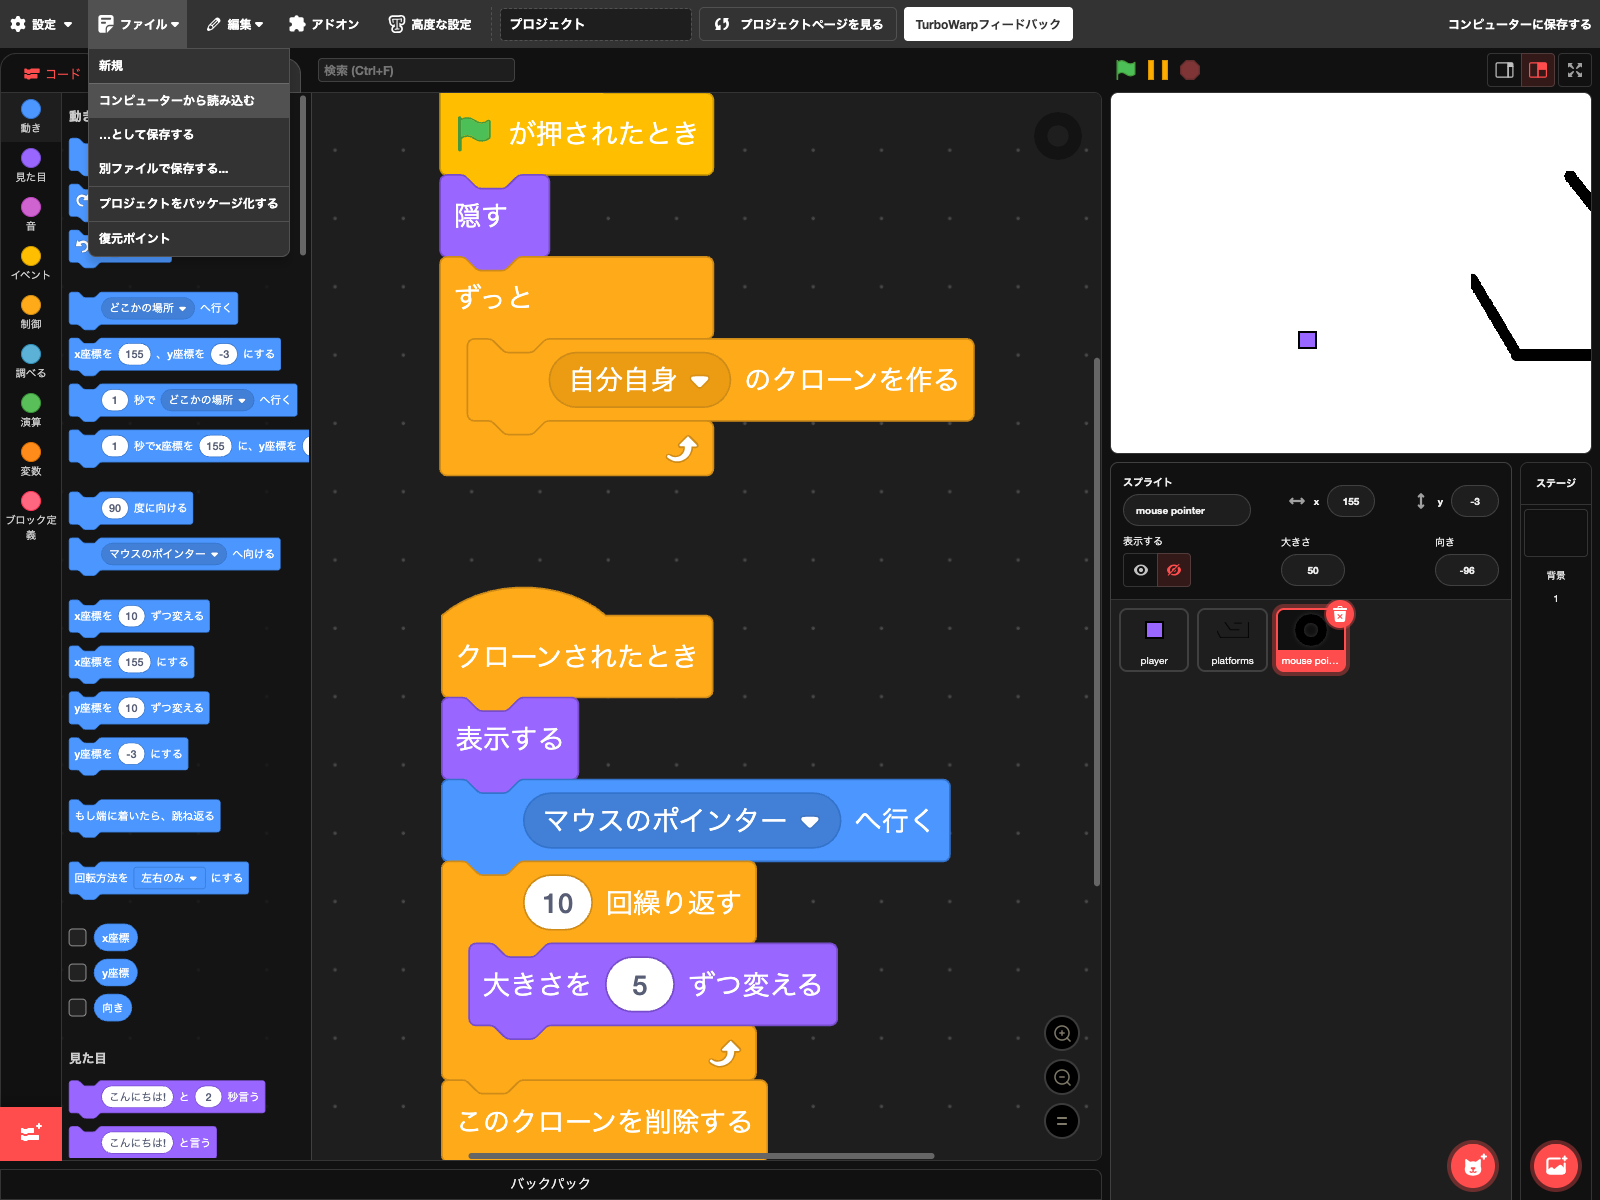 設定
ファイル
編集
アドオン
高度な設定
プロジェクト
プロジェクトページを見る
TurboWarpフィードバック
コンピューターに保存する
新規
コンピューターから読み込む
...として保存する
別ファイルで保存する...
プロジェクトをパッケージ化する
復元ポイント
コード
検索 (Ctrl+F)
動き
見た目
音
イベント
制御
調べる
演算
変数
ブロック定義
どこかの場所 へ行く
x座標を 155 、y座標を -3 にする
1 秒で どこかの場所 へ行く
1 秒でx座標を 155 に、y座標を
90 度に向ける
マウスのポインター へ向ける
x座標を 10 ずつ変える
x座標を 155 にする
y座標を 10 ずつ変える
y座標を -3 にする
もし端に着いたら、跳ね返る
回転方法を 左右のみ にする
x座標
y座標
向き
見た目
こんにちは! と 2 秒言う
こんにちは! と言う
が押されたとき
隠す
ずっと
自分自身 のクローンを作る
クローンされたとき
表示する
マウスのポインター へ行く
10 回繰り返す
大きさを 5 ずつ変える
このクローンを削除する
バックパック
スプライト
mouse pointer
x 155
y -3
表示する
大きさ
50
向き
-96
player
platforms
mouse poi...
ステージ
背景
1